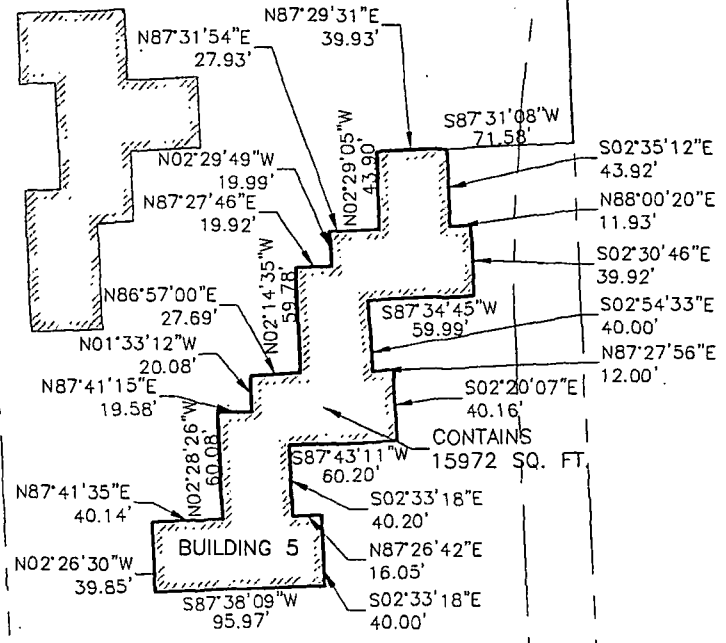 N87°29'31"E
39.93'
N87°31'54"E
27.93'
S87°31'08"W
71.58'
N02°29'05"W
43.90'
S02°35'12"E
43.92'
N02°29'49"W
19.99'
N87°27'46"E
19.92'
N88°00'20"E
11.93'
S02°30'46"E
39.92'
N02°14'35"W
59.78'
N86°57'00"E
27.69'
S87°34'45"W
59.99'
S02°54'33"E
40.00'
N01°33'12"W
20.08'
N87°27'56"E
12.00'
N87°41'15"E
19.58'
S02°20'07"E
40.16'
N02°28'26"W
60.08'
CONTAINS
15972 SQ. FT.
S87°43'11"W
60.20'
N87°41'35"E
40.14'
S02°33'18"E
40.20'
BUILDING 5
N87°26'42"E
16.05'
N02°26'30"W
39.85'
S87°38'09"W
95.97'
S02°33'18"E
40.00'